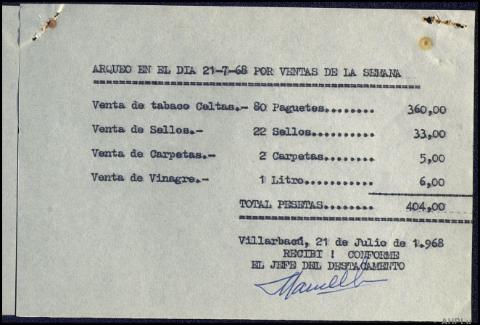 ARQUEO EN EL DIA 21-7-68 POR VENTAS DE LA SEMANA
Venta de tabaco Celtas.- 80 Paquetes......... 360,00
Venta de Sellos.- 22 Sellos........... 33,00
Venta de Carpetas.- 2 Carpetas......... 5,00
Venta de Vinagre.- 1 Litro............ 6,00
TOTAL PESETAS......... 404,00
Villarbacú, 21 de Julio de 1.968
RECIBI ! CONFORME
EL JEFE DEL DESTACAMENTO